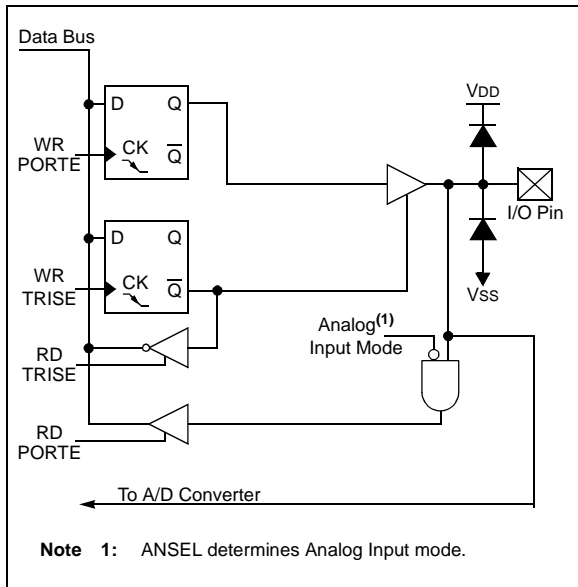 Data Bus
D Q
VDD
WR
PORTE
CK
Q
I/O Pin
D Q
WR
TRISE
CK
Q
VSS
Analog(1)
Input Mode
RD
TRISE
RD
PORTE
To A/D Converter
Note 1: ANSEL determines Analog Input mode.